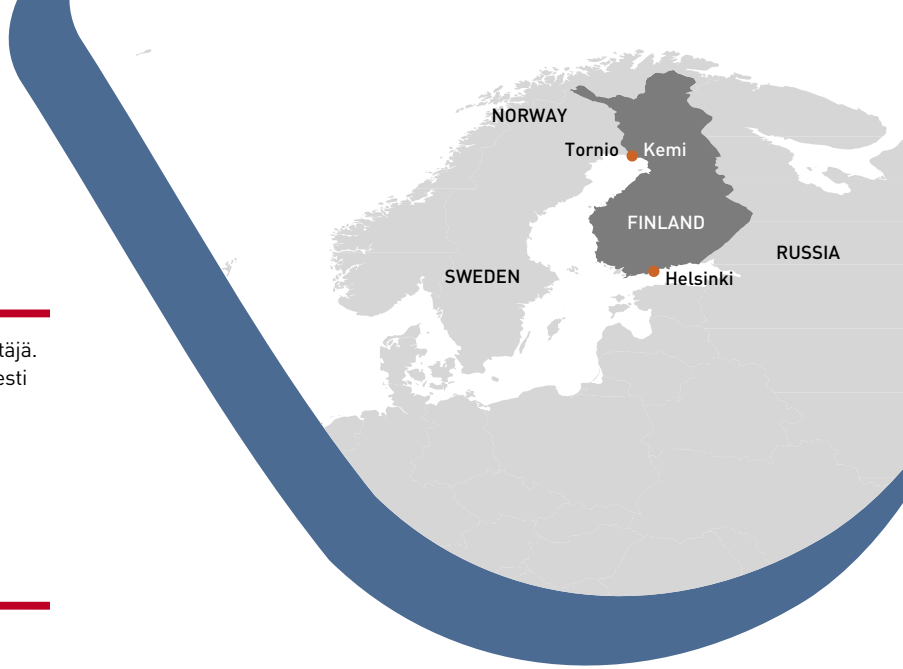 NORWAY
Tornio Kemi
FINLAND
RUSSIA
SWEDEN
Helsinki
täjä.
esti